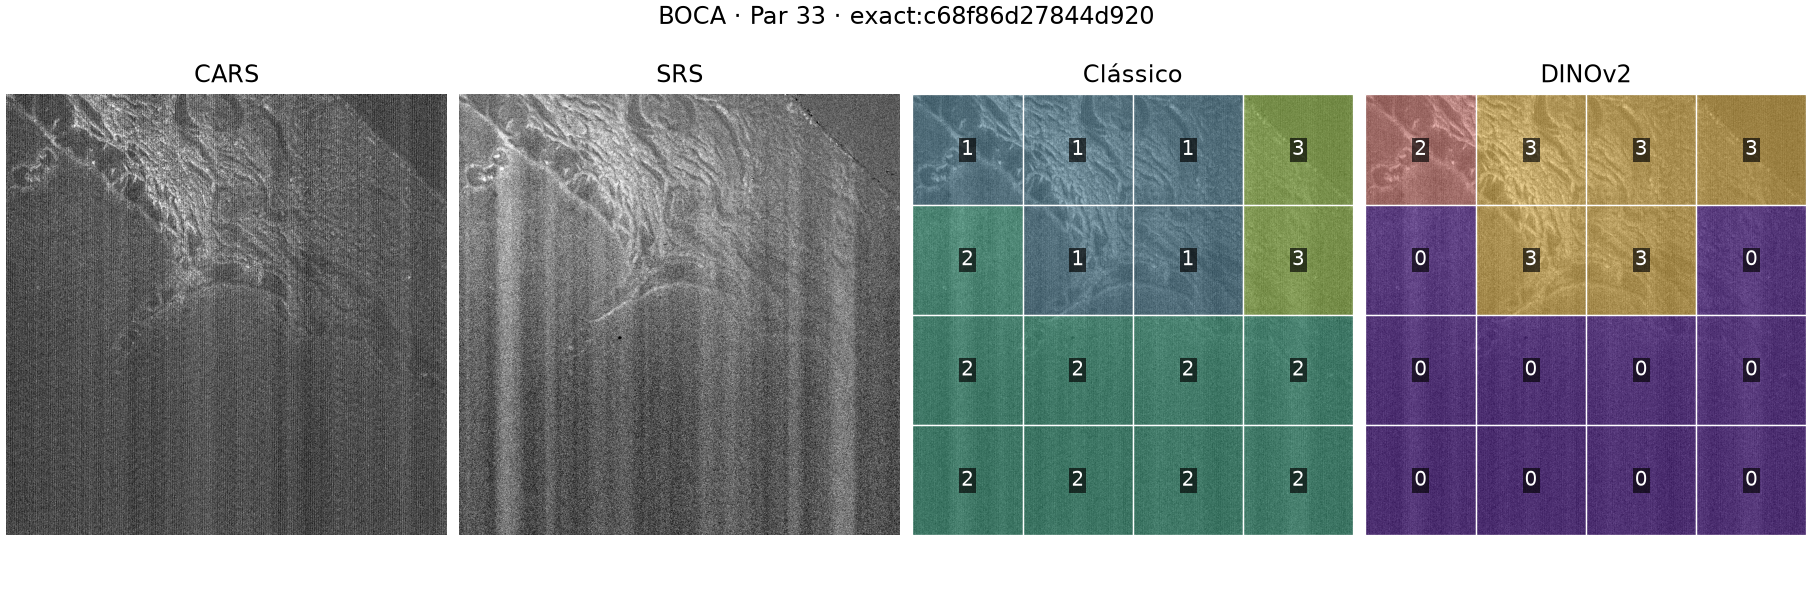 BOCA · Par 33 · exact:c68f86d27844d920
CARS SRS Clássico DINOv2
1 1 1 3 2 3 3 3
2 1 1 3 0 3 3 0
2 2 2 2 0 0 0 0
2 2 2 2 0 0 0 0